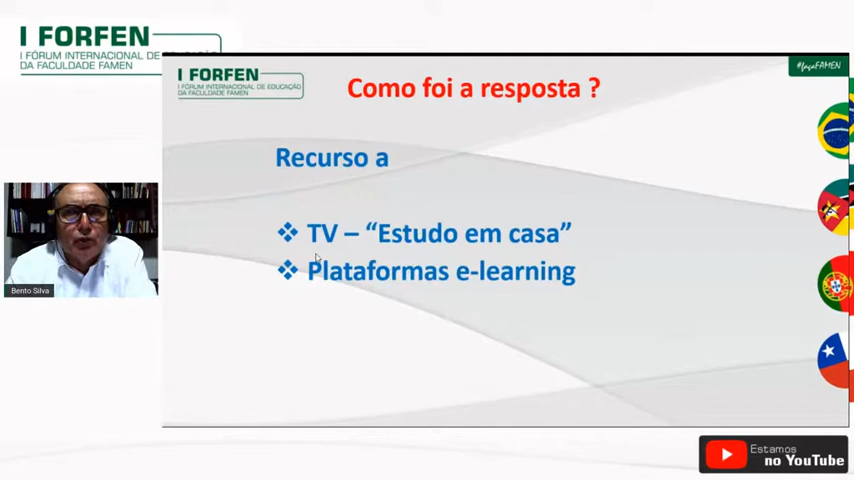 I FORFEN
I FÓRUM INTERNACIONAL DE EDUCAÇÃO
DA FACULDADE FAMEN
I FORFEN
I FÓRUM INTERNACIONAL DE EDUCAÇÃO
DA FACULDADE FAMEN
#façaFAMEN
Como foi a resposta ?
Recurso a
❖ TV – “Estudo em casa”
❖ Plataformas e-learning
Bento Silva
Estamos
no YouTube